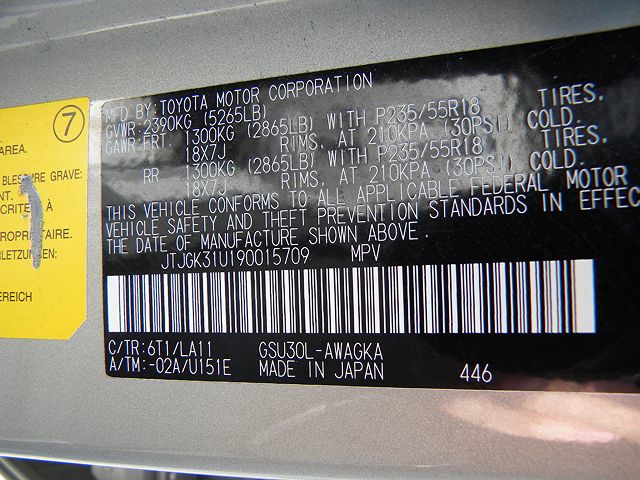 7
AREA.
BLESSURE GRAVE:
NT.
CRITE À
PROPRIÉTAIRE.
RLETZUNGEN:
EREICH
MFD BY:TOYOTA MOTOR CORPORATION
GVWR:2390KG (5265LB)
GAWR:FRT. 1300KG (2865LB) WITH P235/55R18 TIRES,
18X7J RIMS, AT 210KPA (30PSI) COLD.
RR 1300KG (2865LB) WITH P235/55R18 TIRES,
18X7J RIMS, AT 210KPA (30PSI) COLD.
THIS VEHICLE CONFORMS TO ALL APPLICABLE FEDERAL MOTOR
VEHICLE SAFETY AND THEFT PREVENTION STANDARDS IN EFFEC
THE DATE OF MANUFACTURE SHOWN ABOVE.
JTJGK31U190015709 MPV
C/TR:6T1/LA11 GSU30L-AWAGKA
A/TM:-02A/U151E MADE IN JAPAN 446